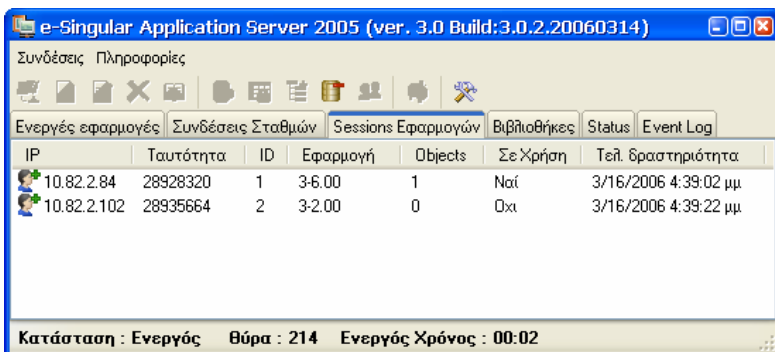 e-Singular Application Server 2005 (ver. 3.0 Build:3.0.2.20060314)
Συνδέσεις Πληροφορίες
Ενεργές εφαρμογές Συνδέσεις Σταθμών Sessions Εφαρμογών Βιβλιοθήκες Status Event Log
IP Ταυτότητα ID Εφαρμογή Objects Σε Χρήση Τελ. δραστηριότητα
10.82.2.84 28928320 1 3-6.00 1 Ναί 3/16/2006 4:39:02 μμ
10.82.2.102 28935664 2 3-2.00 0 Οχι 3/16/2006 4:39:22 μμ
Κατάσταση : Ενεργός Θύρα : 214 Ενεργός Χρόνος : 00:02